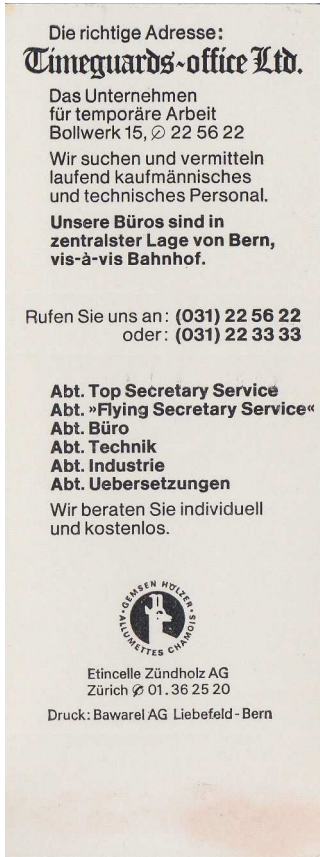 Die richtige Adresse:
Timeguards-office Ltd.
Das Unternehmen
für temporäre Arbeit
Bollwerk 15, ✆ 22 56 22
Wir suchen und vermitteln
laufend kaufmännisches
und technisches Personal.
Unsere Büros sind in
zentralster Lage von Bern,
vis-à-vis Bahnhof.
Rufen Sie uns an: (031) 22 56 22
oder: (031) 22 33 33
Abt. Top Secretary Service
Abt. »Flying Secretary Service«
Abt. Büro
Abt. Technik
Abt. Industrie
Abt. Uebersetzungen
Wir beraten Sie individuell
und kostenlos.
GEMSEN HÖLZER
ALLUMETTES CHAMOIS
Etincelle Zündholz AG
Zürich ✆ 01.36 25 20
Druck: Bawarel AG Liebefeld - Bern